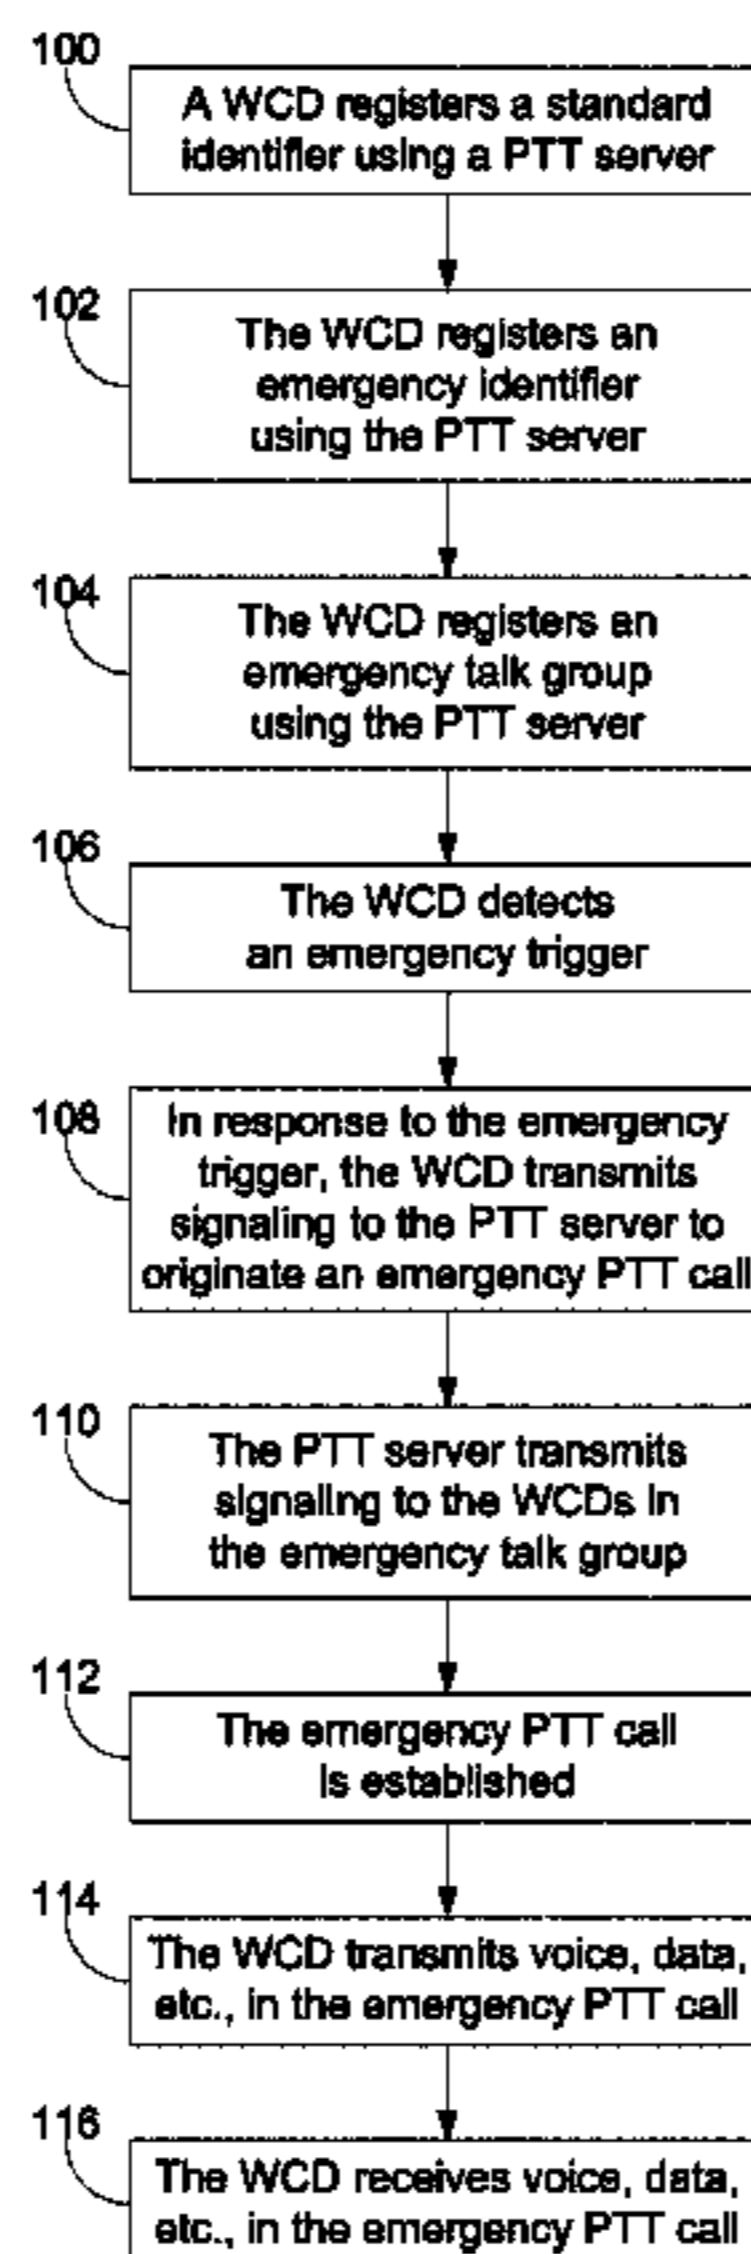 100
A WCD registers a standard
identifier using a PTT server
102
The WCD registers an
emergency identifier
using the PTT server
104
The WCD registers an
emergency talk group
using the PTT server
106
The WCD detects
an emergency trigger
108
In response to the emergency
trigger, the WCD transmits
signaling to the PTT server to
originate an emergency PTT call
110
The PTT server transmits
signaling to the WCDs in
the emergency talk group
112
The emergency PTT call
is established
114
The WCD transmits voice, data,
etc., in the emergency PTT call
116
The WCD receives voice, data,
etc., in the emergency PTT call